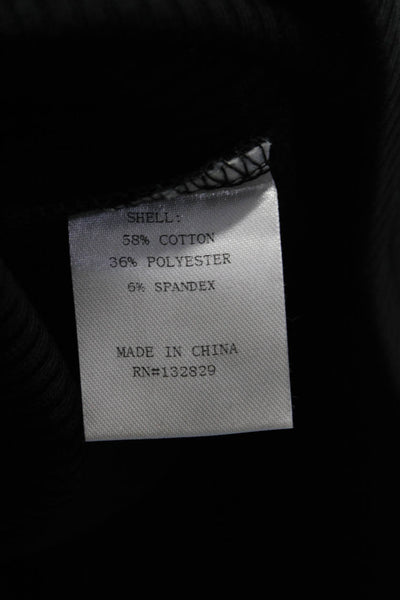 SHELL:
58% COTTON
36% POLYESTER
6% SPANDEX
MADE IN CHINA
RN#132829